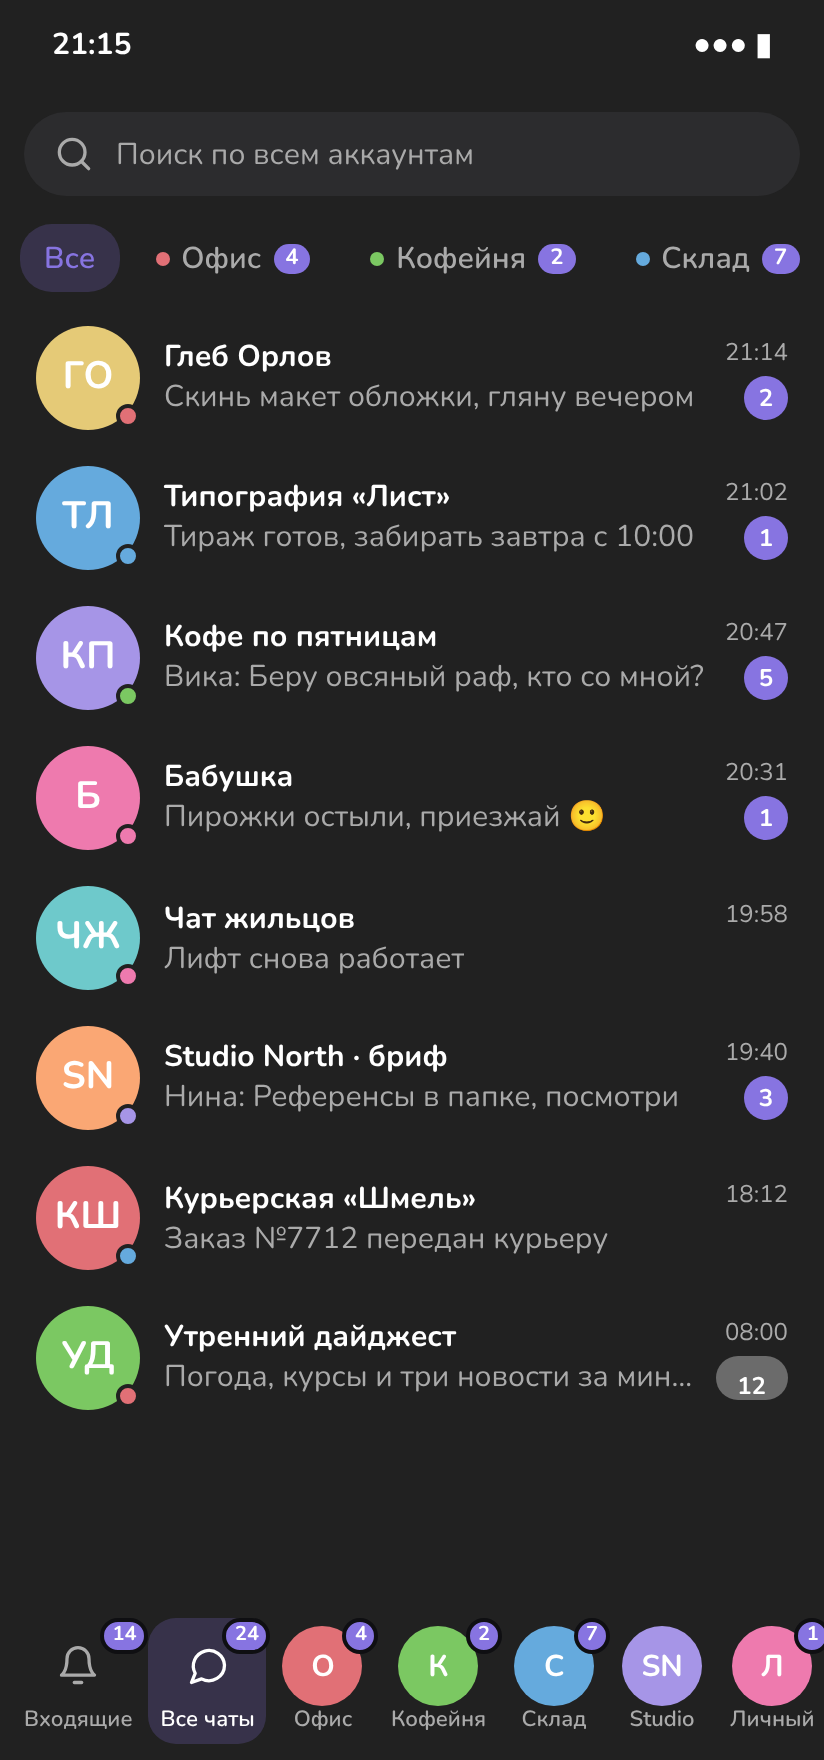 21:15
Поиск по всем аккаунтам
Все Офис 4 Кофейня 2 Склад 7
ГО Глеб Орлов 21:14
Скинь макет обложки, гляну вечером 2
ТЛ Типография «Лист» 21:02
Тираж готов, забирать завтра с 10:00 1
КП Кофе по пятницам 20:47
Вика: Беру овсяный раф, кто со мной? 5
Б Бабушка 20:31
Пирожки остыли, приезжай 🙂 1
ЧЖ Чат жильцов 19:58
Лифт снова работает
SN Studio North · бриф 19:40
Нина: Референсы в папке, посмотри 3
КШ Курьерская «Шмель» 18:12
Заказ №7712 передан курьеру
УД Утренний дайджест 08:00
Погода, курсы и три новости за мин... 12
14 24 4 2 7 1
О К С SN Л
Входящие Все чаты Офис Кофейня Склад Studio Личный